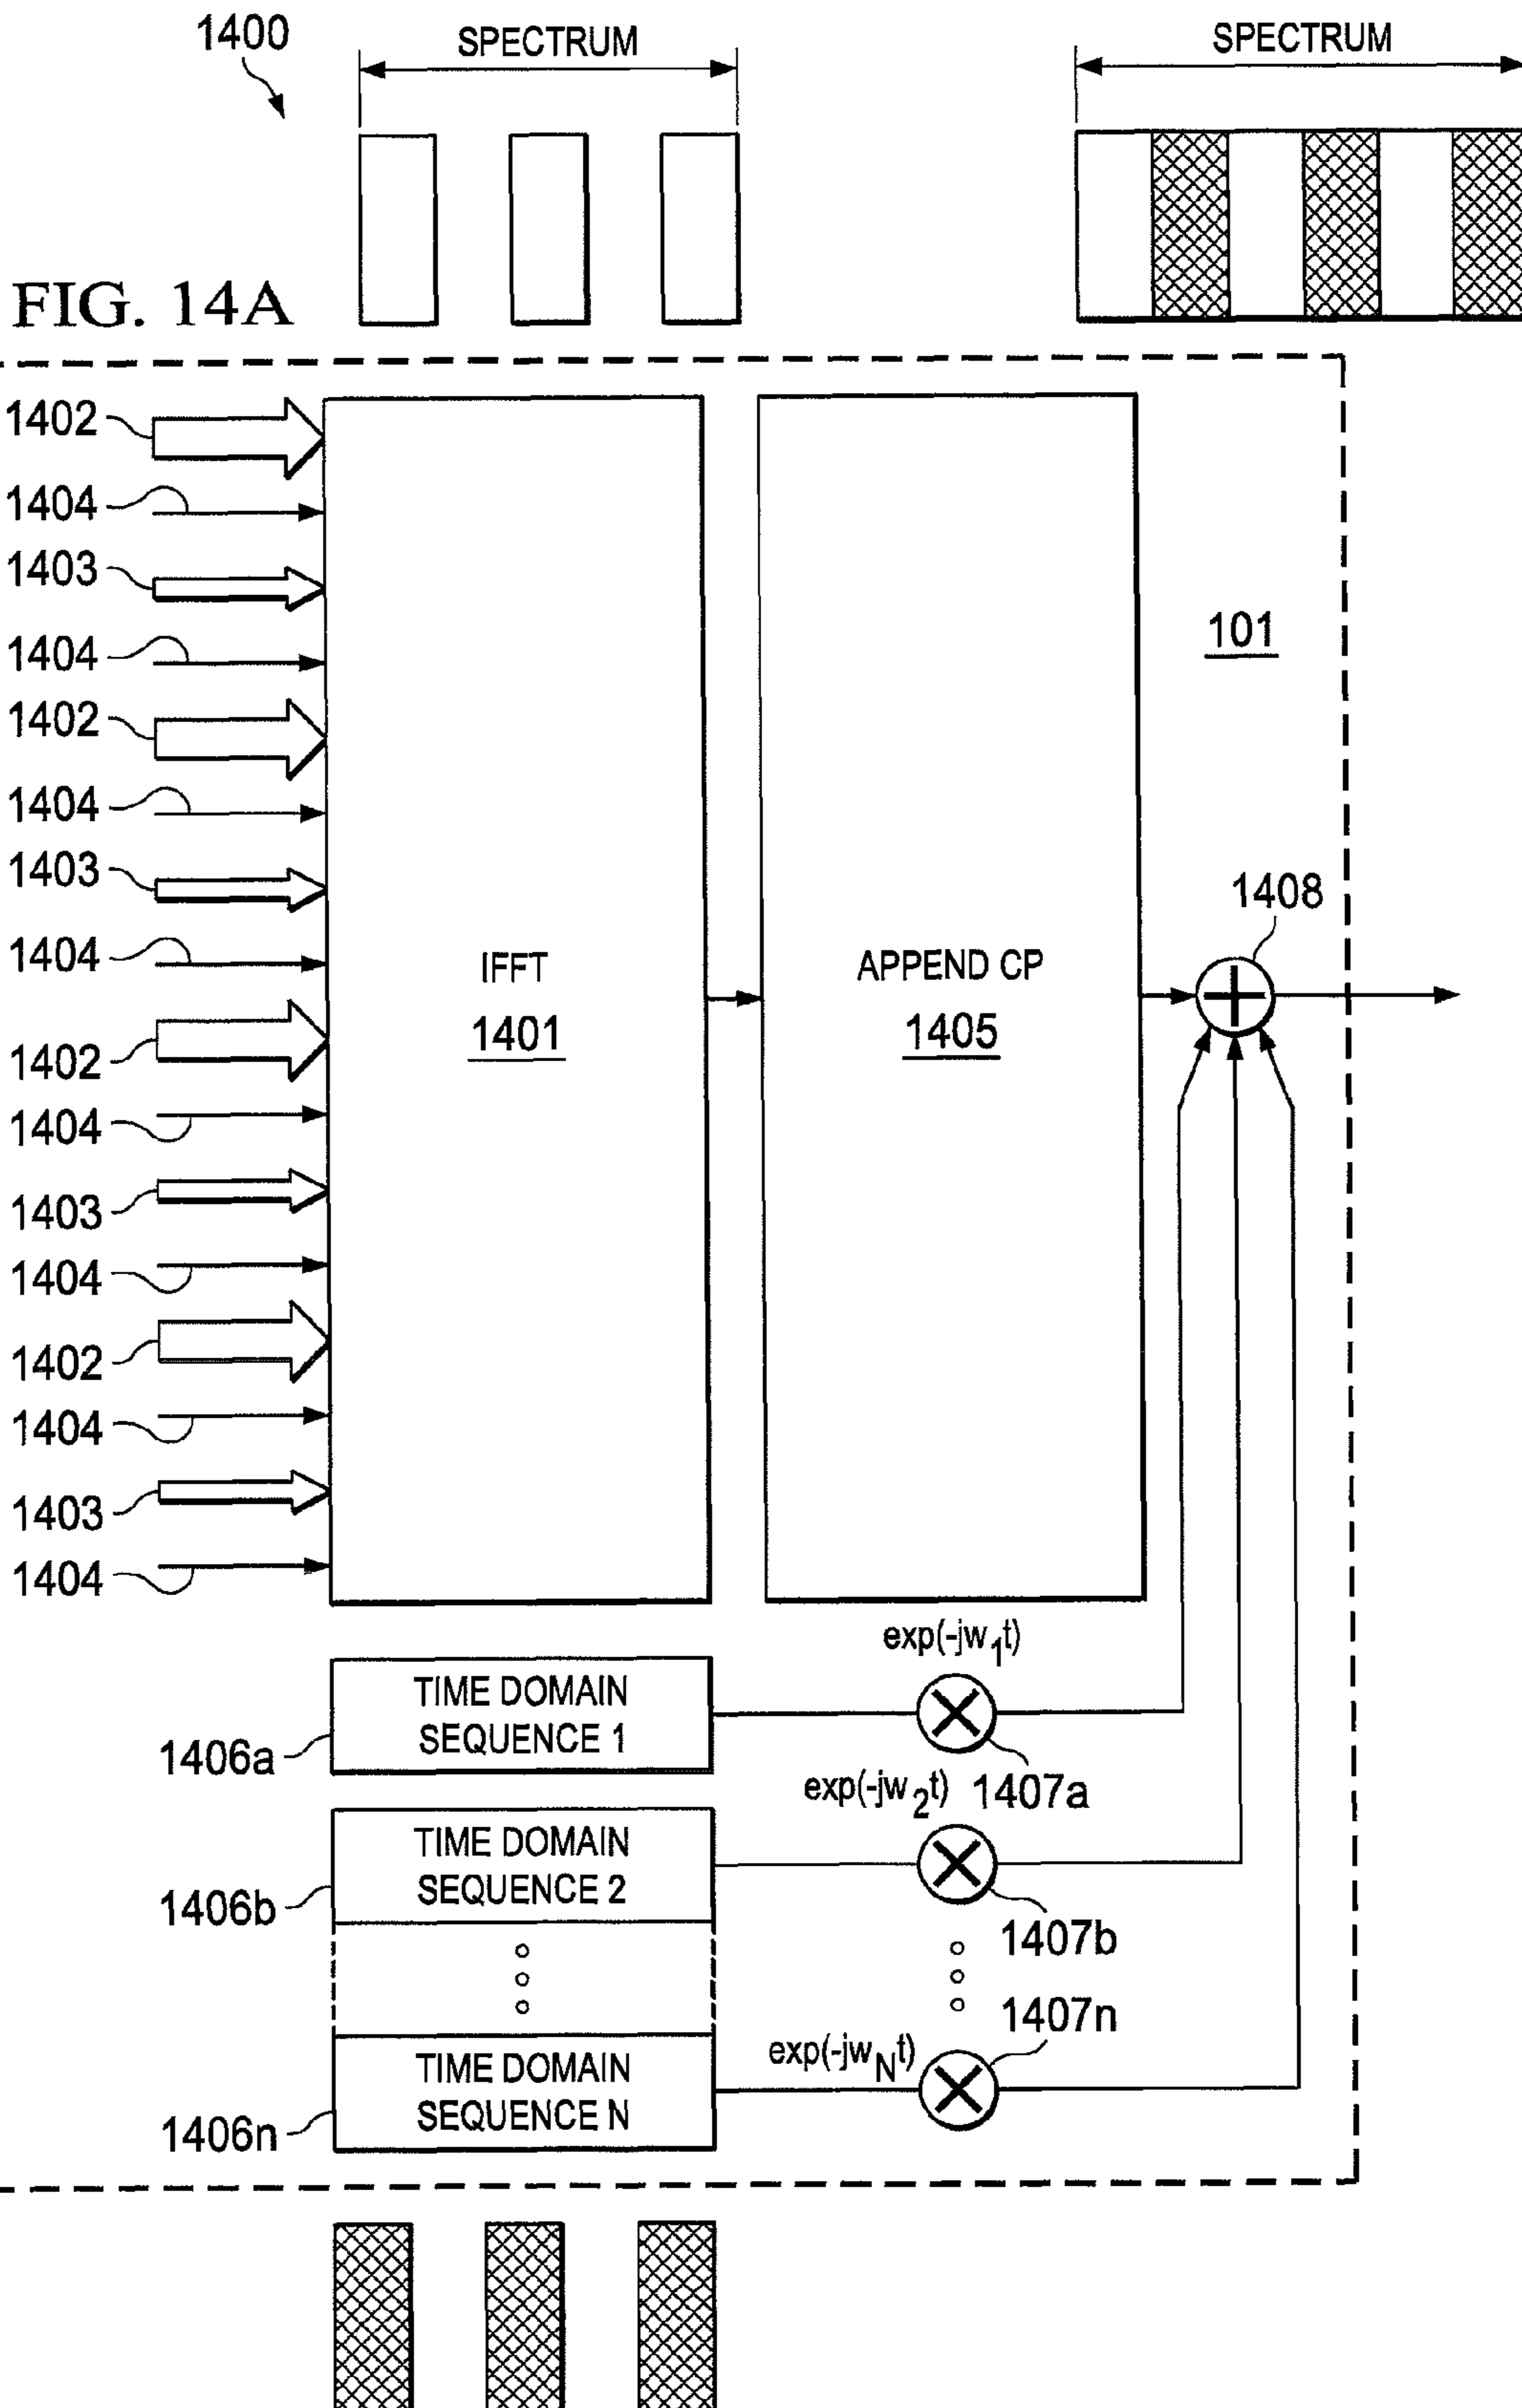 1400
SPECTRUM
SPECTRUM
FIG. 14A
1402
1404
1403
1404
1402
1404
1403
1404
1402
1404
1403
1404
1402
1404
1403
1404
IFFT
1401
APPEND CP
1405
101
1408
exp(-jw1t)
TIME DOMAIN
SEQUENCE 1
1406a
1407a
exp(-jw2t)
TIME DOMAIN
SEQUENCE 2
1406b
1407b
1407n
exp(-jwNt)
TIME DOMAIN
SEQUENCE N
1406n